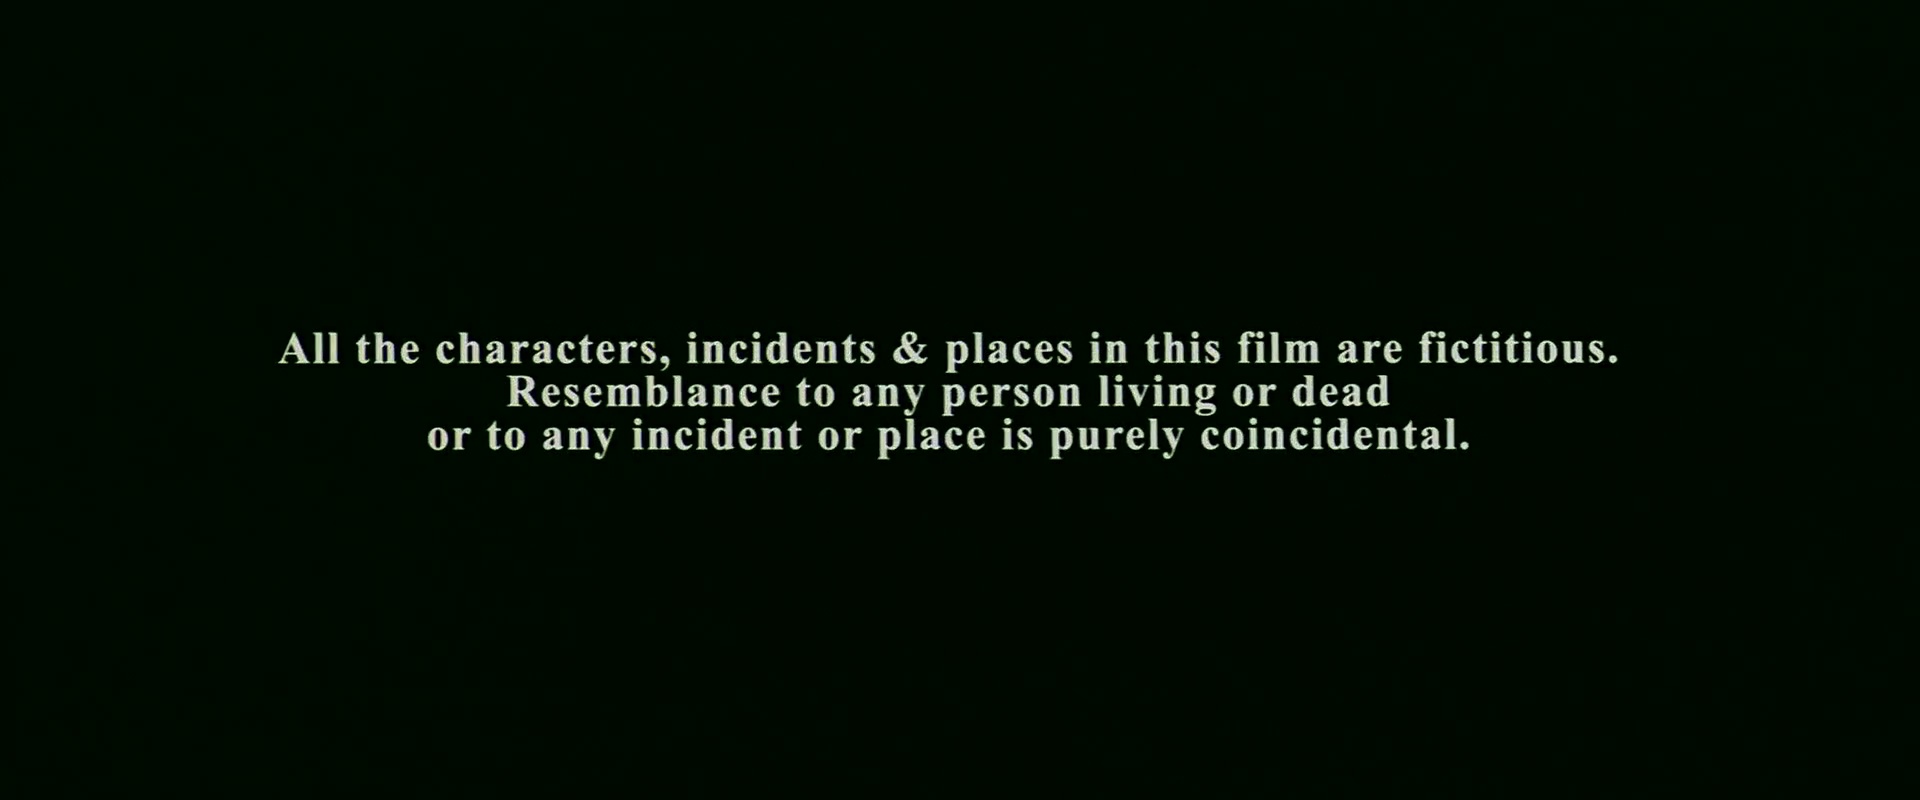 All the characters, incidents & places in this film are fictitious.
Resemblance to any person living or dead
or to any incident or place is purely coincidental.